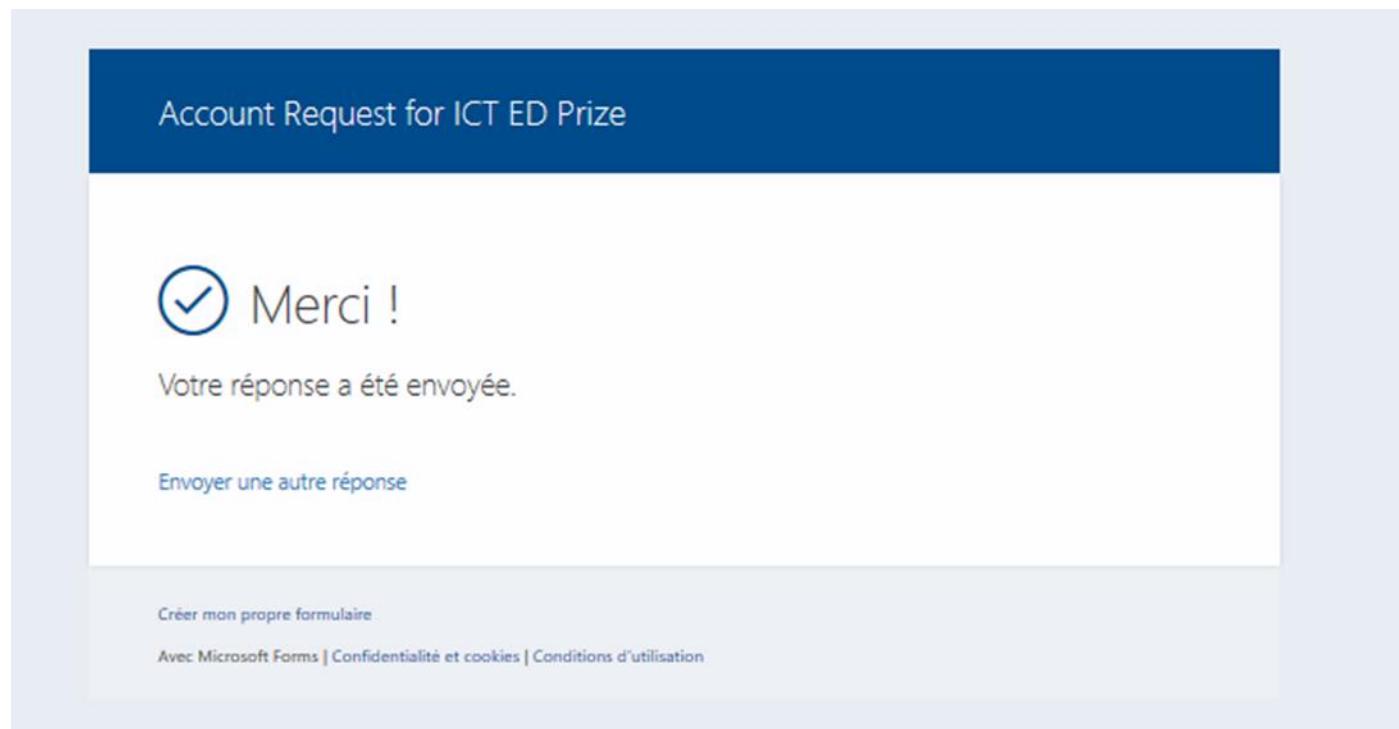 Account Request for ICT ED Prize
Merci !
Votre réponse a été envoyée.
Envoyer une autre réponse
Créer mon propre formulaire
Avec Microsoft Forms | Confidentialité et cookies | Conditions d'utilisation